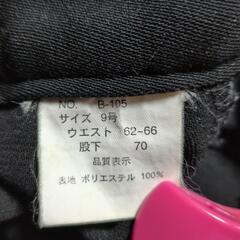 NO. B-105
サイズ 9号
ウエスト 62-66
股下 70
品質表示
表地 ポリエステル 100%